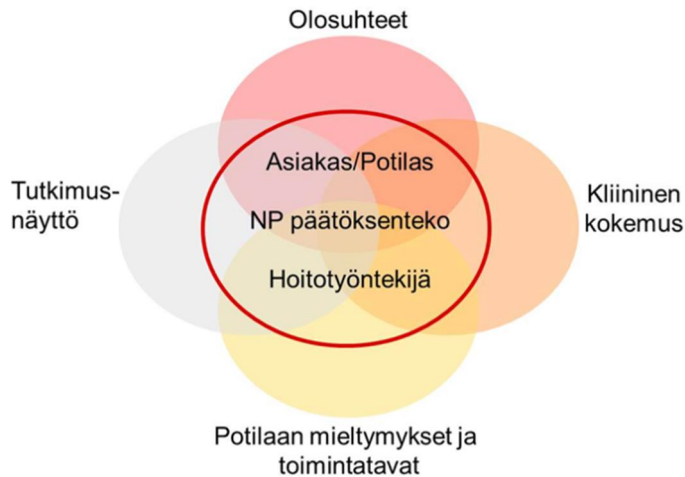 Olosuhteet
Asiakas/Potilas
Tutkimus-
näyttö
NP päätöksenteko
Kliininen
kokemus
Hoitotyöntekijä
Potilaan mieltymykset ja
toimintatavat